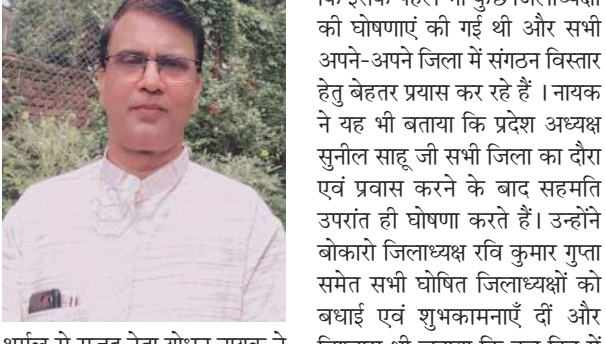 की घोषणाएं की गई थी और सभी
अपने-अपने जिला में संगठन विस्तार
हेतु बेहतर प्रयास कर रहे हैं । नायक
ने यह भी बताया कि प्रदेश अध्यक्ष
सुनील साहू जी सभी जिला का दौरा
एवं प्रवास करने के बाद सहमति
उपरांत ही घोषणा करते हैं। उन्होंने
बोकारो जिलाध्यक्ष रवि कुमार गुप्ता
समेत सभी घोषित जिलाध्यक्षों को
बधाई एवं शुभकामनाएँ दीं और